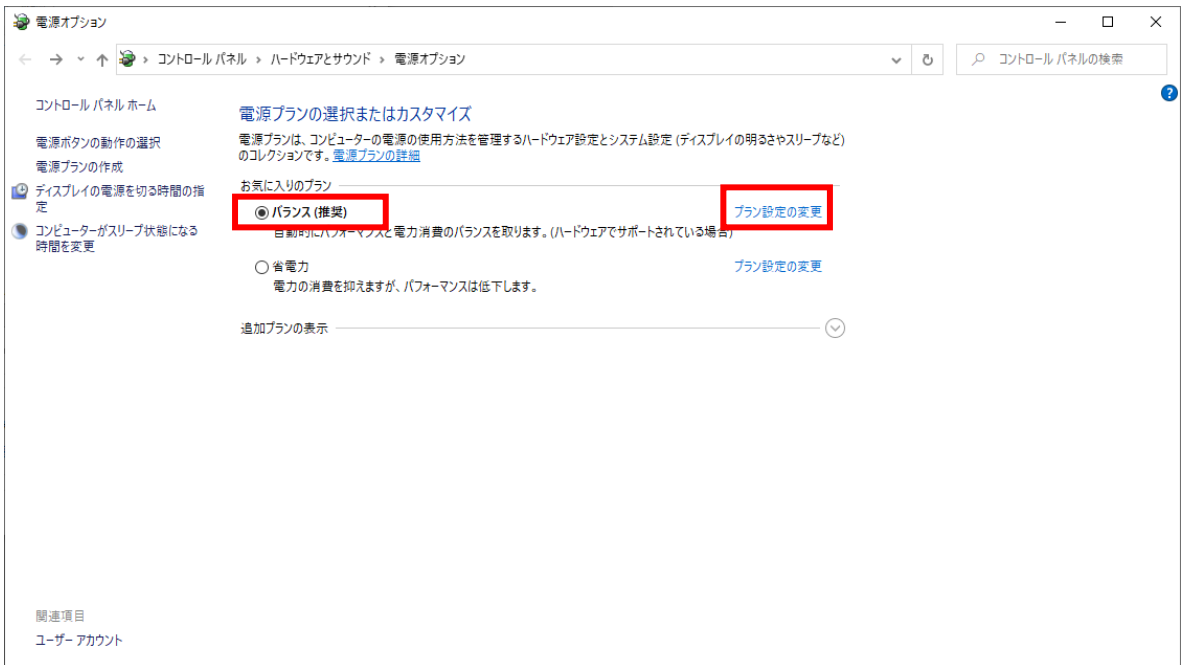 電源オプション
コントロール パネル › ハードウェアとサウンド › 電源オプション
コントロール パネルの検索
コントロール パネル ホーム
電源ボタンの動作の選択
電源プランの作成
ディスプレイの電源を切る時間の指
定
コンピューターがスリープ状態になる
時間を変更
電源プランの選択またはカスタマイズ
電源プランは、コンピューターの電源の使用方法を管理するハードウェア設定とシステム設定 (ディスプレイの明るさやスリープなど)
のコレクションです。電源プランの詳細
お気に入りのプラン
バランス (推奨) プラン設定の変更
自動的にパフォーマンスと電力消費のバランスを取ります。(ハードウェアでサポートされている場合)
省電力 プラン設定の変更
電力の消費を抑えますが、パフォーマンスは低下します。
追加プランの表示
関連項目
ユーザー アカウント